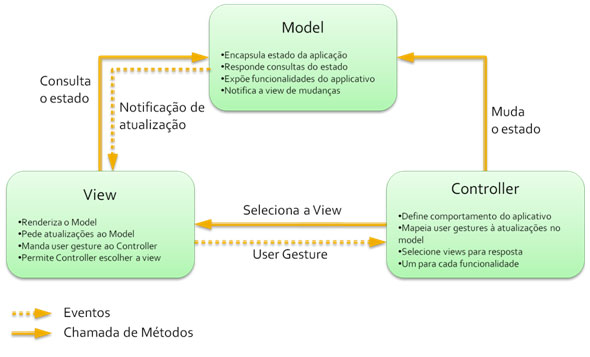 Model
•Encapsula estado da aplicação
•Responde consultas do estado
•Expõe funcionalidades do applicativo
•Notifica a view de mudanças
Consulta
o estado
Notificação de
atualização
Muda
o estado
View
•Renderiza o Model
•Pede atualizações ao Model
•Manda user gesture ao Controller
•Permite Controller escolher a view
Seleciona a View
User Gesture
Controller
•Define comportamento do aplicativo
•Mapeia user gestures à atualizações no
model
•Selecione views para resposta
•Um para cada funcionalidade
Eventos
Chamada de Métodos